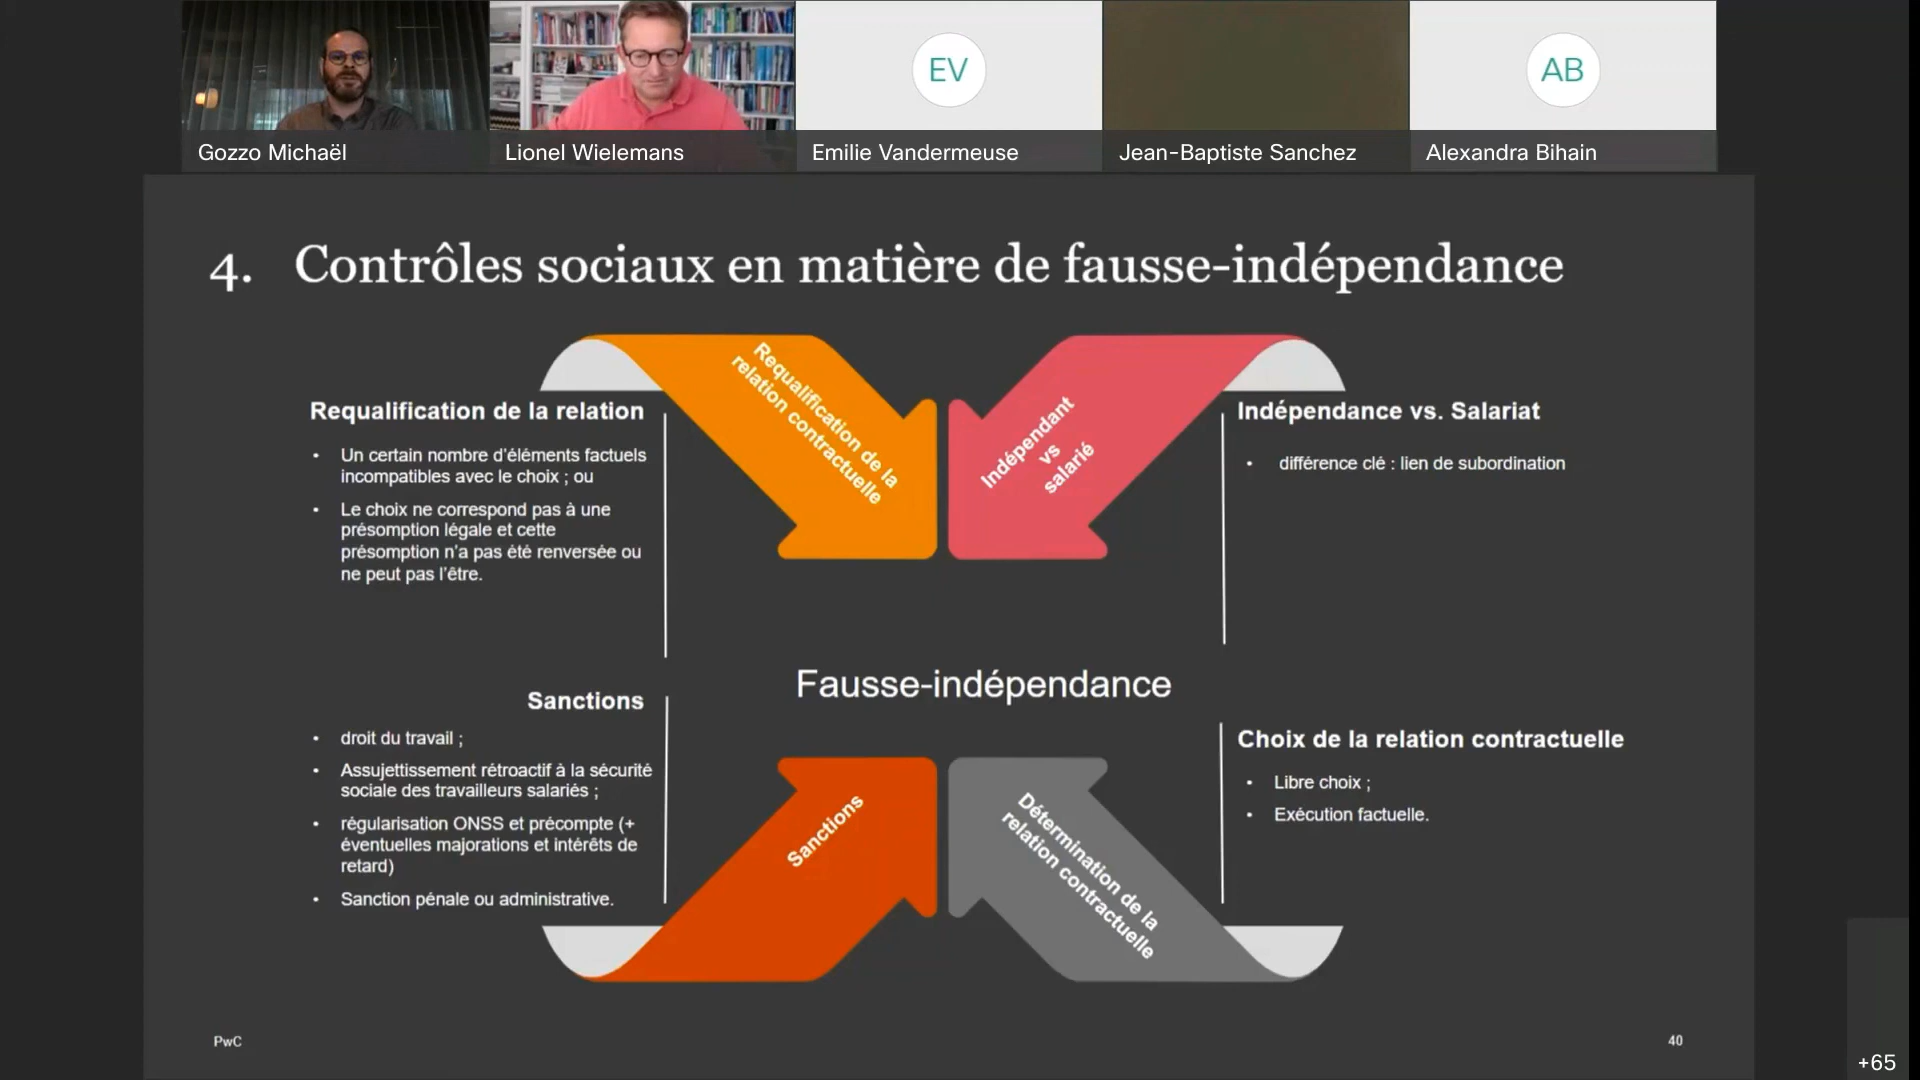 EV
AB
Gozzo Michaël
Lionel Wielemans
Emilie Vandermeuse
Jean-Baptiste Sanchez
Alexandra Bihain
4. Contrôles sociaux en matière de fausse-indépendance
Requalification de la
relation contractuelle
Indépendant
vs
salarié
Requalification de la relation
• Un certain nombre d'éléments factuels
incompatibles avec le choix ; ou
• Le choix ne correspond pas à une
présomption légale et cette
présomption n'a pas été renversée ou
ne peut pas l'être.
Indépendance vs. Salariat
• différence clé : lien de subordination
Fausse-indépendance
Sanctions
• droit du travail ;
• Assujettissement rétroactif à la sécurité
sociale des travailleurs salariés ;
• régularisation ONSS et précompte (+
éventuelles majorations et intérêts de
retard)
• Sanction pénale ou administrative.
Sanctions
Détermination de la
relation contractuelle
Choix de la relation contractuelle
• Libre choix ;
• Exécution factuelle.
PwC
40
+65